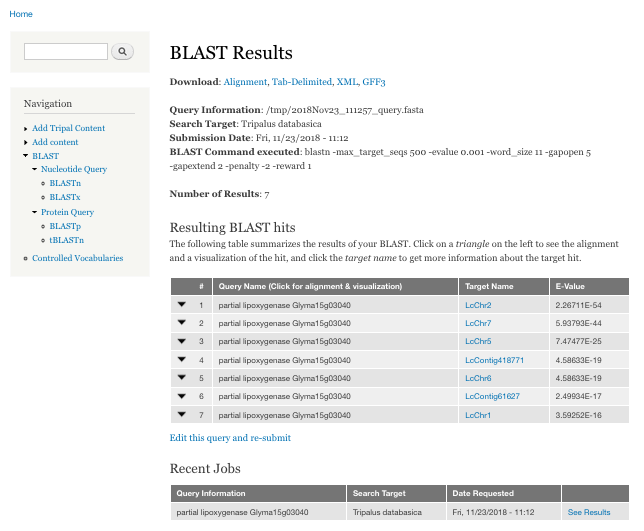 Home
Navigation
Add Tripal Content
Add content
BLAST
Nucleotide Query
BLASTn
BLASTx
Protein Query
BLASTp
tBLASTn
Controlled Vocabularies
BLAST Results
Download: Alignment, Tab-Delimited, XML, GFF3
Query Information: /tmp/2018Nov23_111257_query.fasta
Search Target: Tripalus databasica
Submission Date: Fri, 11/23/2018 - 11:12
BLAST Command executed: blastn -max_target_seqs 500 -evalue 0.001 -word_size 11 -gapopen 5
-gapextend 2 -penalty -2 -reward 1
Number of Results: 7
Resulting BLAST hits
The following table summarizes the results of your BLAST. Click on a triangle on the left to see the alignment
and a visualization of the hit, and click the target name to get more information about the target hit.
# Query Name (Click for alignment & visualization) Target Name E-Value
1 partial lipoxygenase Glyma15g03040 LcChr2 2.26711E-54
2 partial lipoxygenase Glyma15g03040 LcChr7 5.93793E-44
3 partial lipoxygenase Glyma15g03040 LcChr5 7.47477E-25
4 partial lipoxygenase Glyma15g03040 LcContig418771 4.58633E-19
5 partial lipoxygenase Glyma15g03040 LcChr6 4.58633E-19
6 partial lipoxygenase Glyma15g03040 LcContig61627 2.49934E-17
7 partial lipoxygenase Glyma15g03040 LcChr1 3.59252E-16
Edit this query and re-submit
Recent Jobs
Query Information Search Target Date Requested
partial lipoxygenase Glyma15g03040 Tripalus databasica Fri, 11/23/2018 - 11:12 See Results